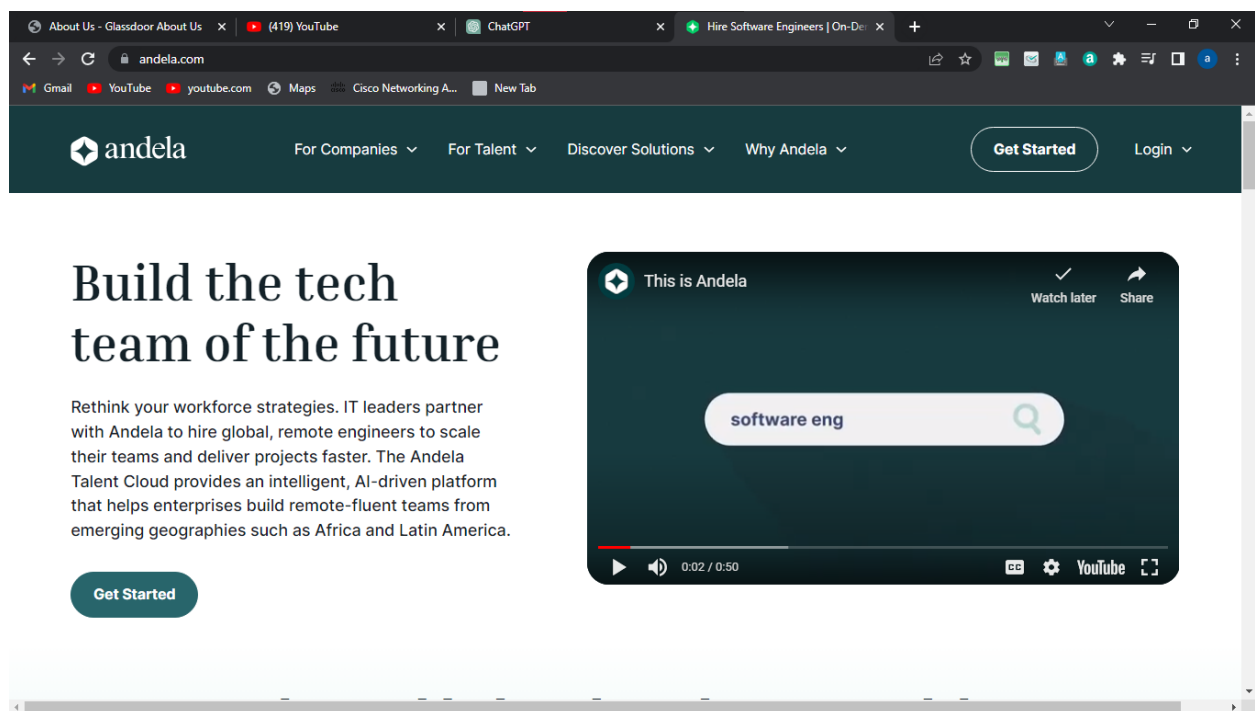 About Us - Glassdoor About Us
(419) YouTube
ChatGPT
Hire Software Engineers | On-De
andela.com
Gmail
YouTube
youtube.com
Maps
Cisco Networking A...
New Tab
andela
For Companies
For Talent
Discover Solutions
Why Andela
Get Started
Login
Build the tech
team of the future
Rethink your workforce strategies. IT leaders partner
with Andela to hire global, remote engineers to scale
their teams and deliver projects faster. The Andela
Talent Cloud provides an intelligent, AI-driven platform
that helps enterprises build remote-fluent teams from
emerging geographies such as Africa and Latin America.
Get Started
This is Andela
Watch later
Share
software eng
0:02 / 0:50
CC
YouTube